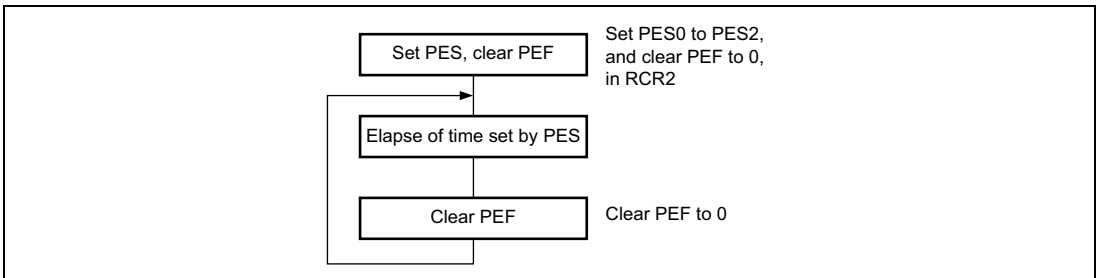 Set PES, clear PEF
Set PES0 to PES2,
and clear PEF to 0,
in RCR2
Elapse of time set by PES
Clear PEF
Clear PEF to 0